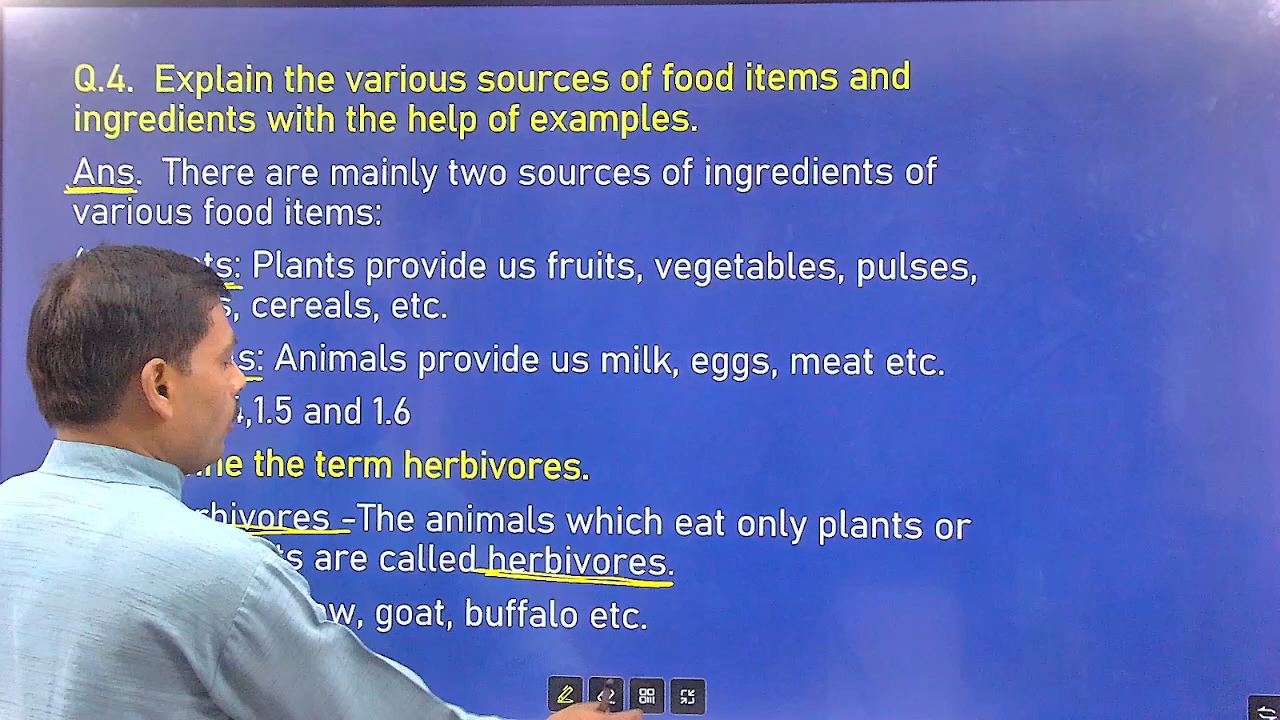 Q.4. Explain the various sources of food items and
ingredients with the help of examples.
Ans. There are mainly two sources of ingredients of
various food items:
Plants provide us fruits, vegetables, pulses,
cereals, etc.
Animals provide us milk, eggs, meat etc.
,1.5 and 1.6
the term herbivores.
–The animals which eat only plants or
are called herbivores.
goat, buffalo etc.